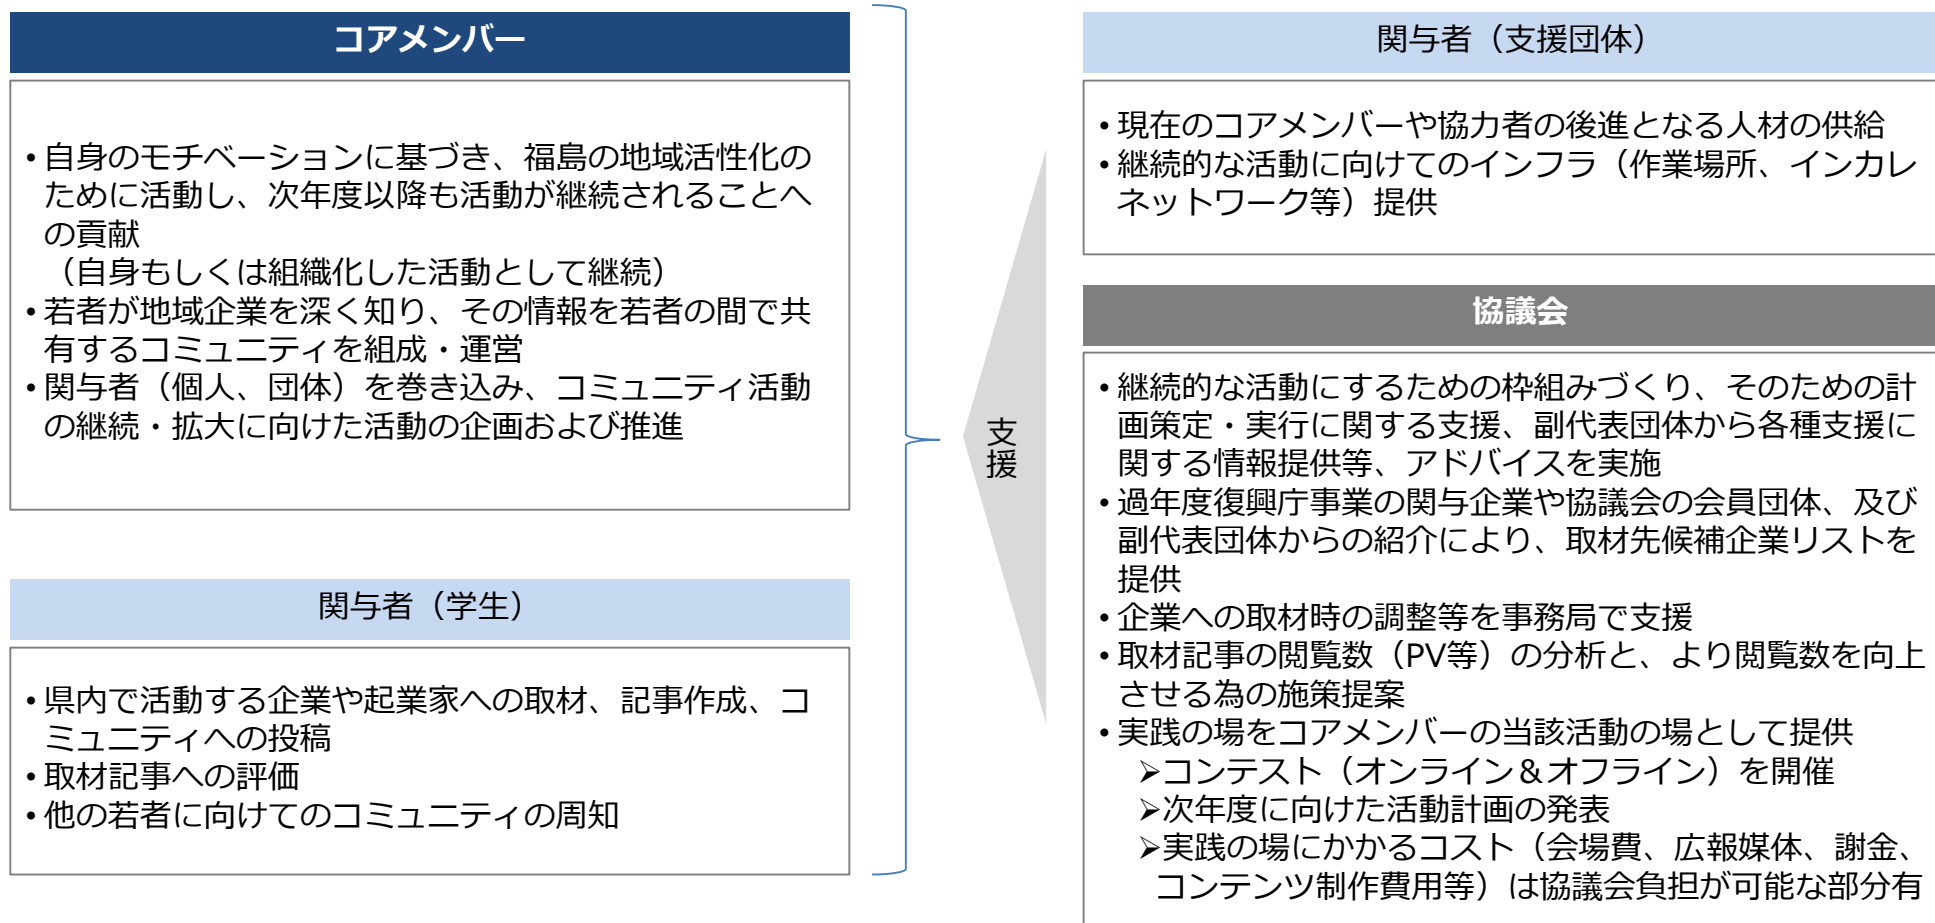 コアメンバー
• 自身のモチベーションに基づき、福島の地域活性化の
ために活動し、次年度以降も活動が継続されることへ
の貢献
（自身もしくは組織化した活動として継続）
• 若者が地域企業を深く知り、その情報を若者の間で共
有するコミュニティを組成・運営
• 関与者（個人、団体）を巻き込み、コミュニティ活動
の継続・拡大に向けた活動の企画および推進
関与者（学生）
• 県内で活動する企業や起業家への取材、記事作成、コ
ミュニティへの投稿
• 取材記事への評価
• 他の若者に向けてのコミュニティの周知
支援
関与者（支援団体）
• 現在のコアメンバーや協力者の後進となる人材の供給
• 継続的な活動に向けてのインフラ（作業場所、インカレ
ネットワーク等）提供
協議会
• 継続的な活動にするための枠組みづくり、そのための計
画策定・実行に関する支援、副代表団体から各種支援に
関する情報提供等、アドバイスを実施
• 過年度復興庁事業の関与企業や協議会の会員団体、及び
副代表団体からの紹介により、取材先候補企業リストを
提供
• 企業への取材時の調整等を事務局で支援
• 取材記事の閲覧数（PV等）の分析と、より閲覧数を向上
させる為の施策提案
• 実践の場をコアメンバーの当該活動の場として提供
➢コンテスト（オンライン＆オフライン）を開催
➢次年度に向けた活動計画の発表
➢実践の場にかかるコスト（会場費、広報媒体、謝金、
コンテンツ制作費用等）は協議会負担が可能な部分有